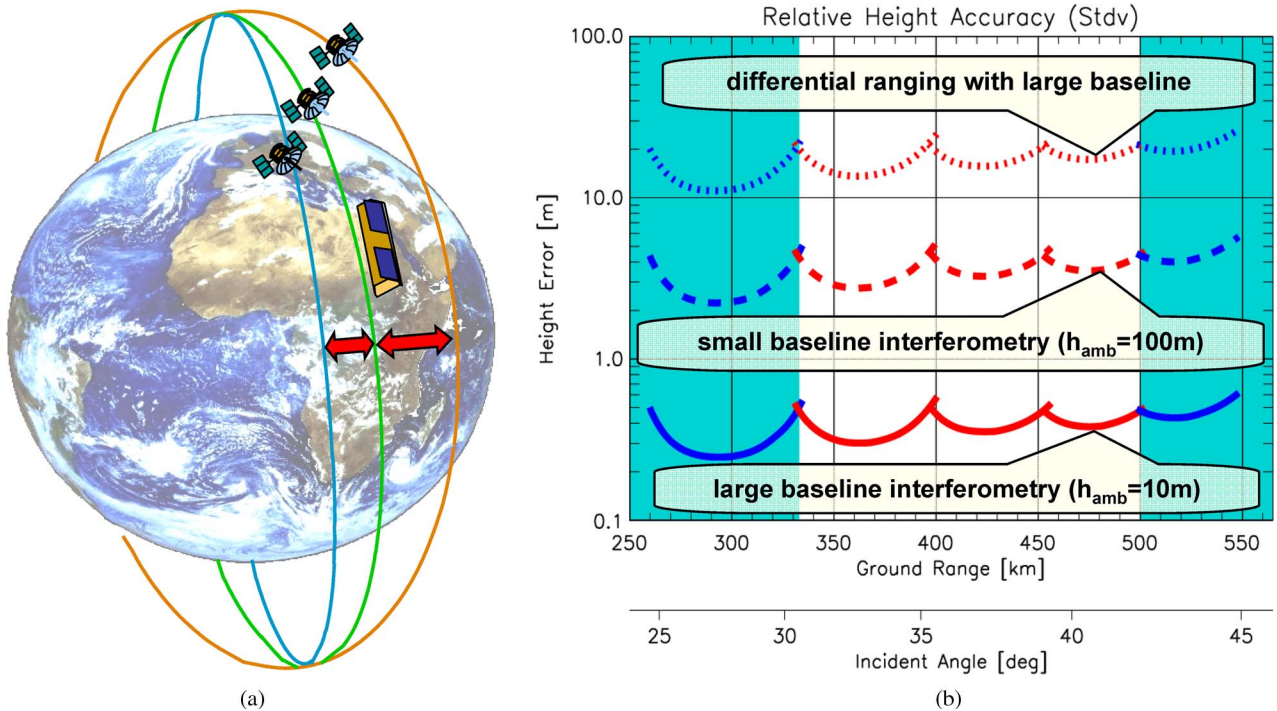 Relative Height Accuracy (Stdv)
100.0
10.0
1.0
0.1
Height Error [m]
differential ranging with large baseline
small baseline interferometry (h_amb=100m)
large baseline interferometry (h_amb=10m)
250 300 350 400 450 500 550
Ground Range [km]
25 30 35 40 45
Incident Angle [deg]
(a)
(b)